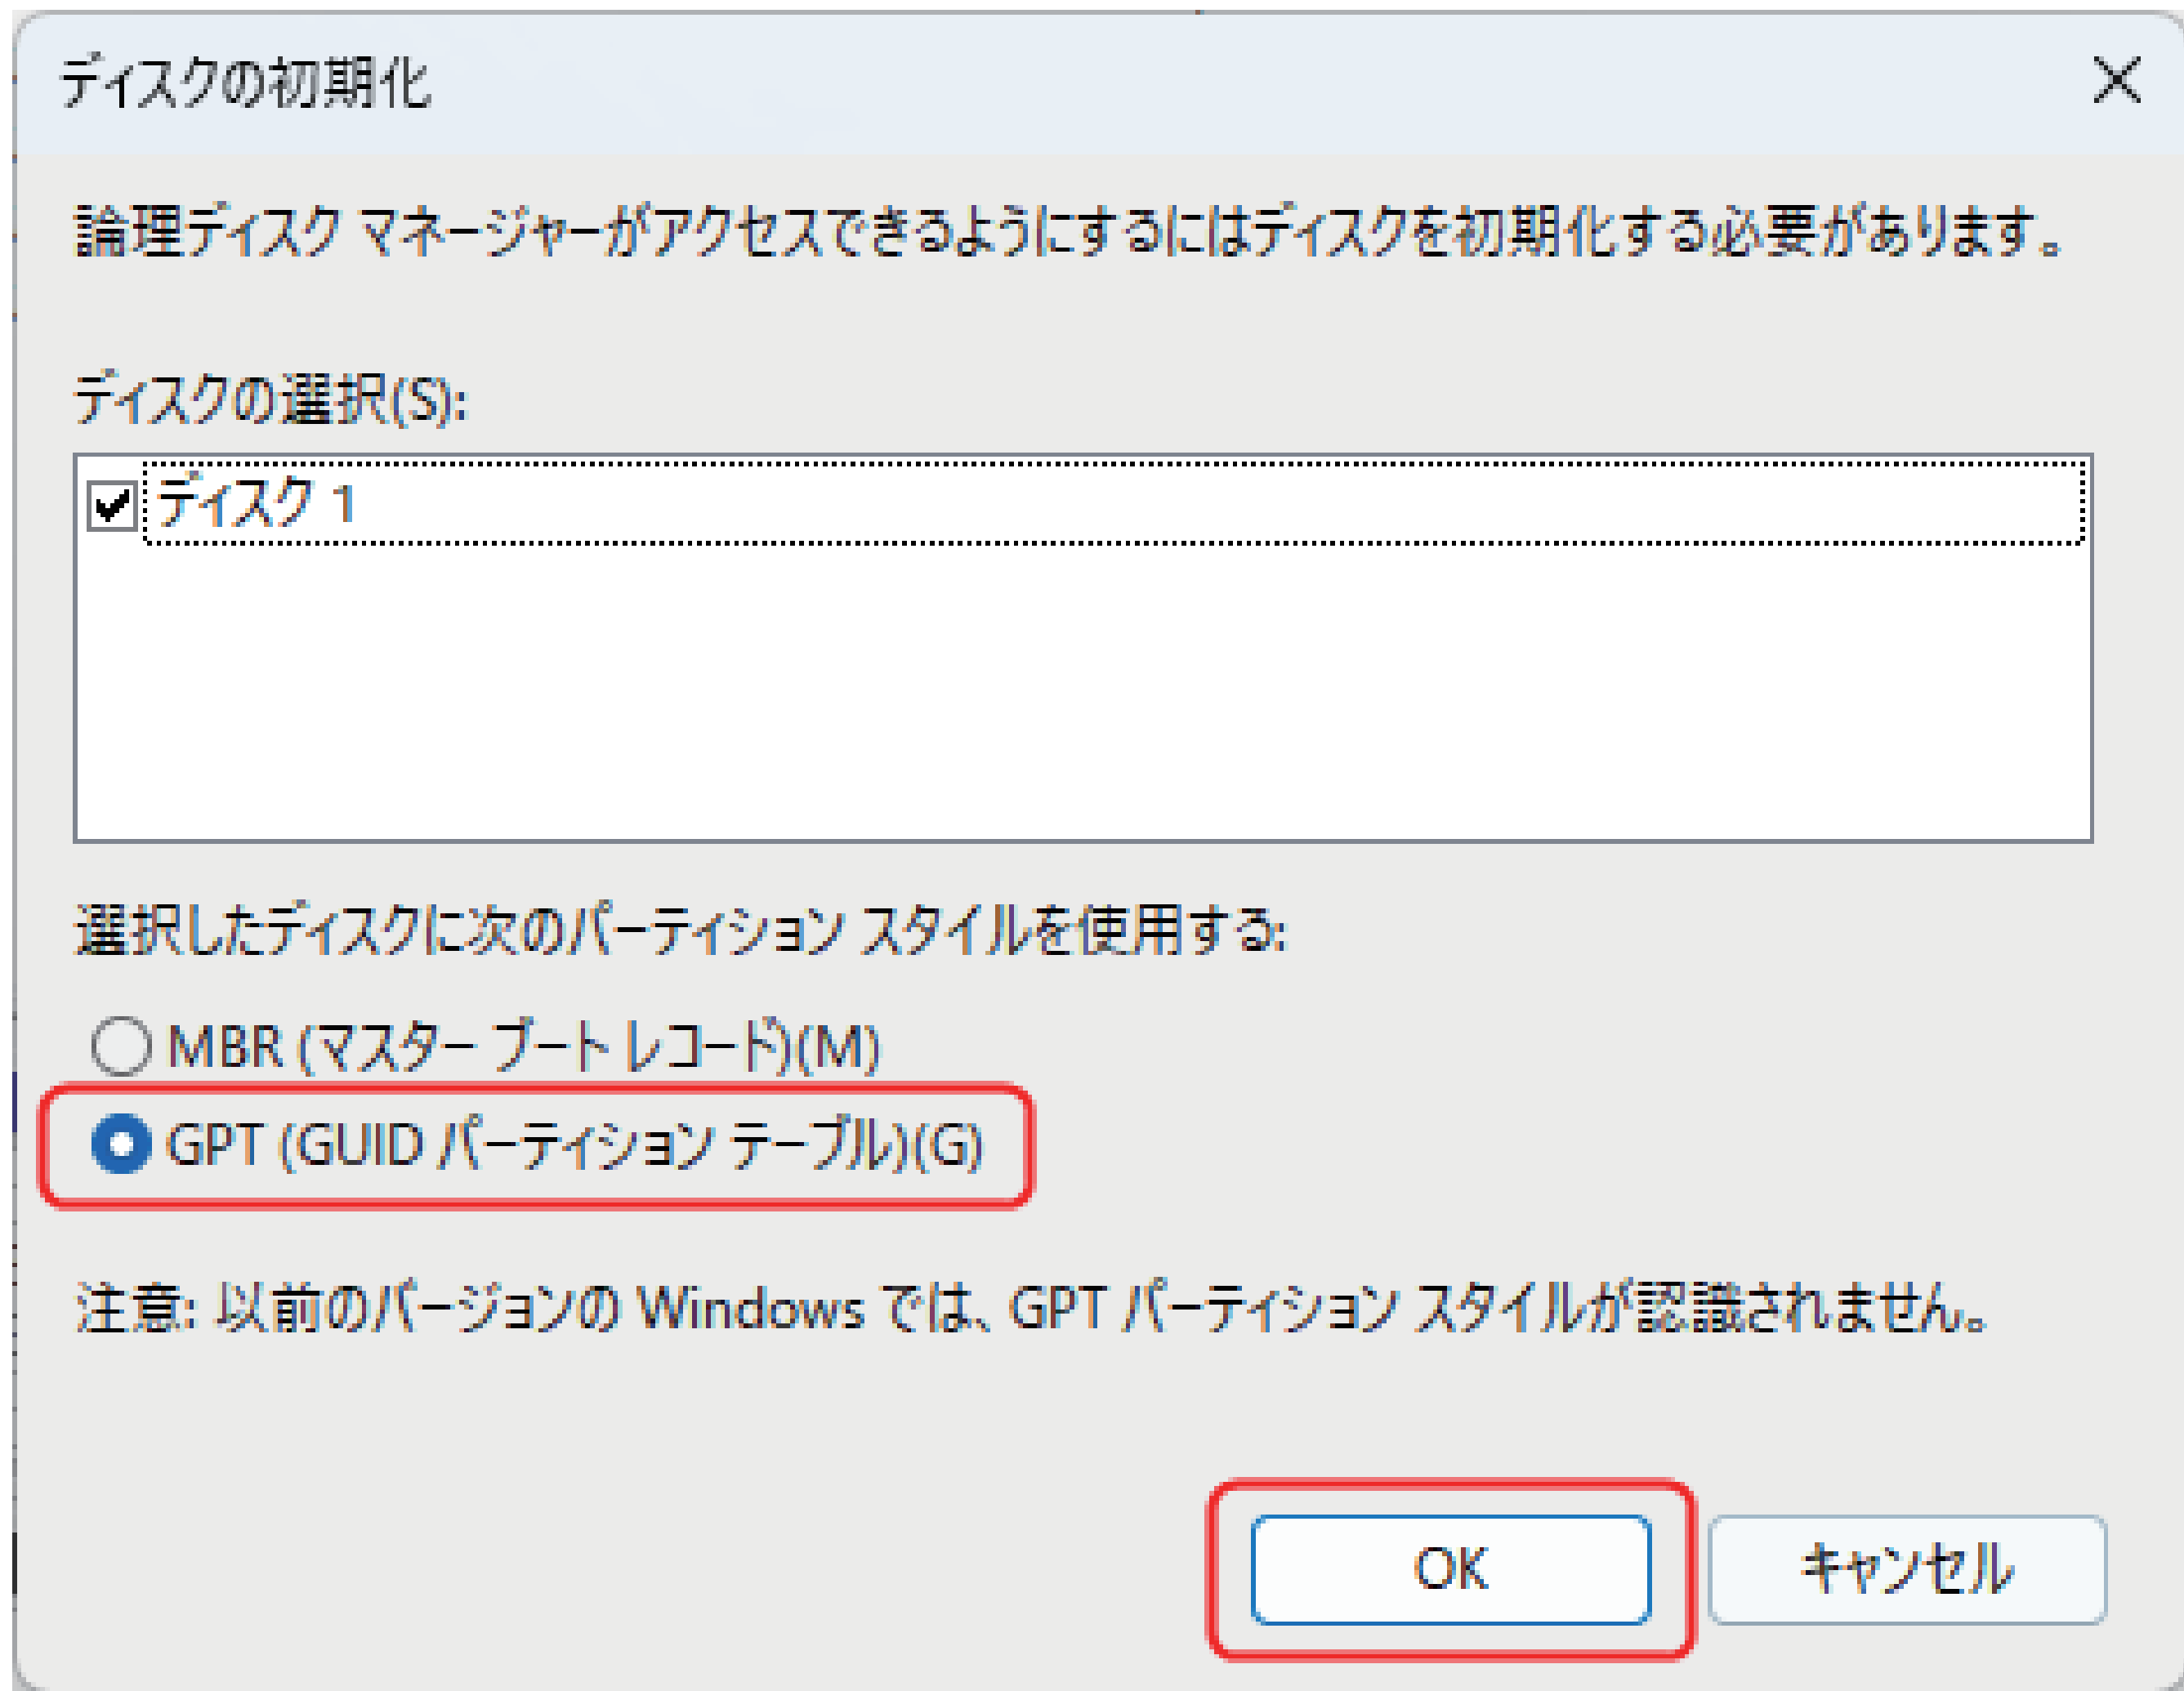 ディスクの初期化
論理ディスク マネージャーがアクセスできるようにするにはディスクを初期化する必要があります。
ディスクの選択(S):
ディスク 1
選択したディスクに次のパーティション スタイルを使用する:
MBR (マスター ブート レコード)(M)
GPT (GUID パーティション テーブル)(G)
注意: 以前のバージョンの Windows では、GPT パーティション スタイルが認識されません。
OK
キャンセル